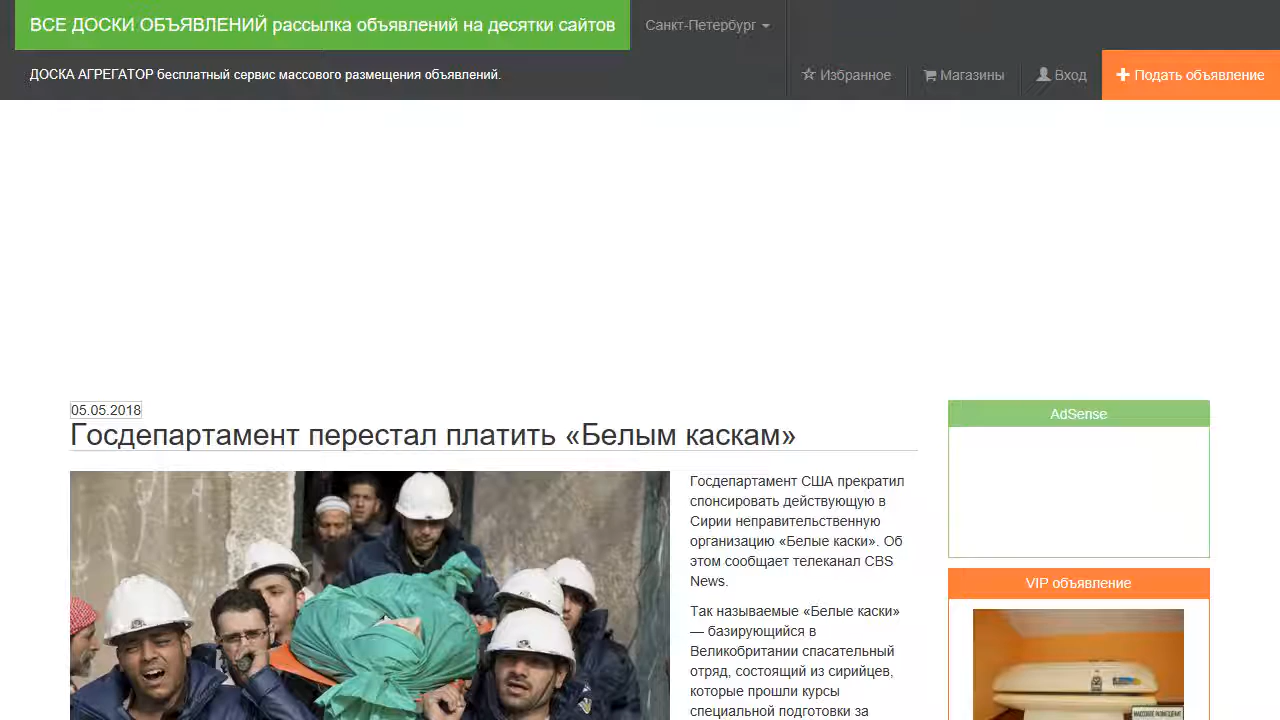 ВСЕ ДОСКИ ОБЪЯВЛЕНИЙ рассылка объявлений на десятки сайтов
Санкт-Петербург
ДОСКА АГРЕГАТОР бесплатный сервис массового размещения объявлений.
Избранное
Магазины
Вход
Подать объявление
05.05.2018
Госдепартамент перестал платить «Белым каскам»
Госдепартамент США прекратил
спонсировать действующую в
Сирии неправительственную
организацию «Белые каски». Об
этом сообщает телеканал CBS
News.
Так называемые «Белые каски»
— базирующийся в
Великобритании спасательный
отряд, состоящий из сирийцев,
которые прошли курсы
специальной подготовки за
AdSense
VIP объявление
МАССОВОЕ РАЗМЕЩЕНИЕ